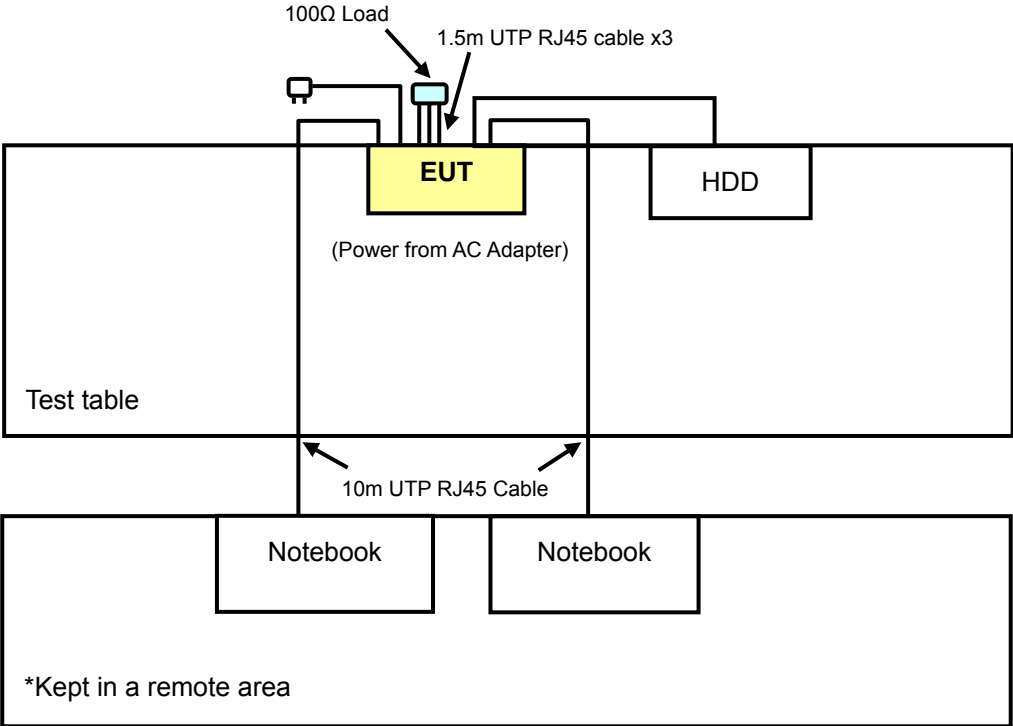 100Ω Load
1.5m UTP RJ45 cable x3
EUT
HDD
(Power from AC Adapter)
Test table
10m UTP RJ45 Cable
Notebook
Notebook
*Kept in a remote area